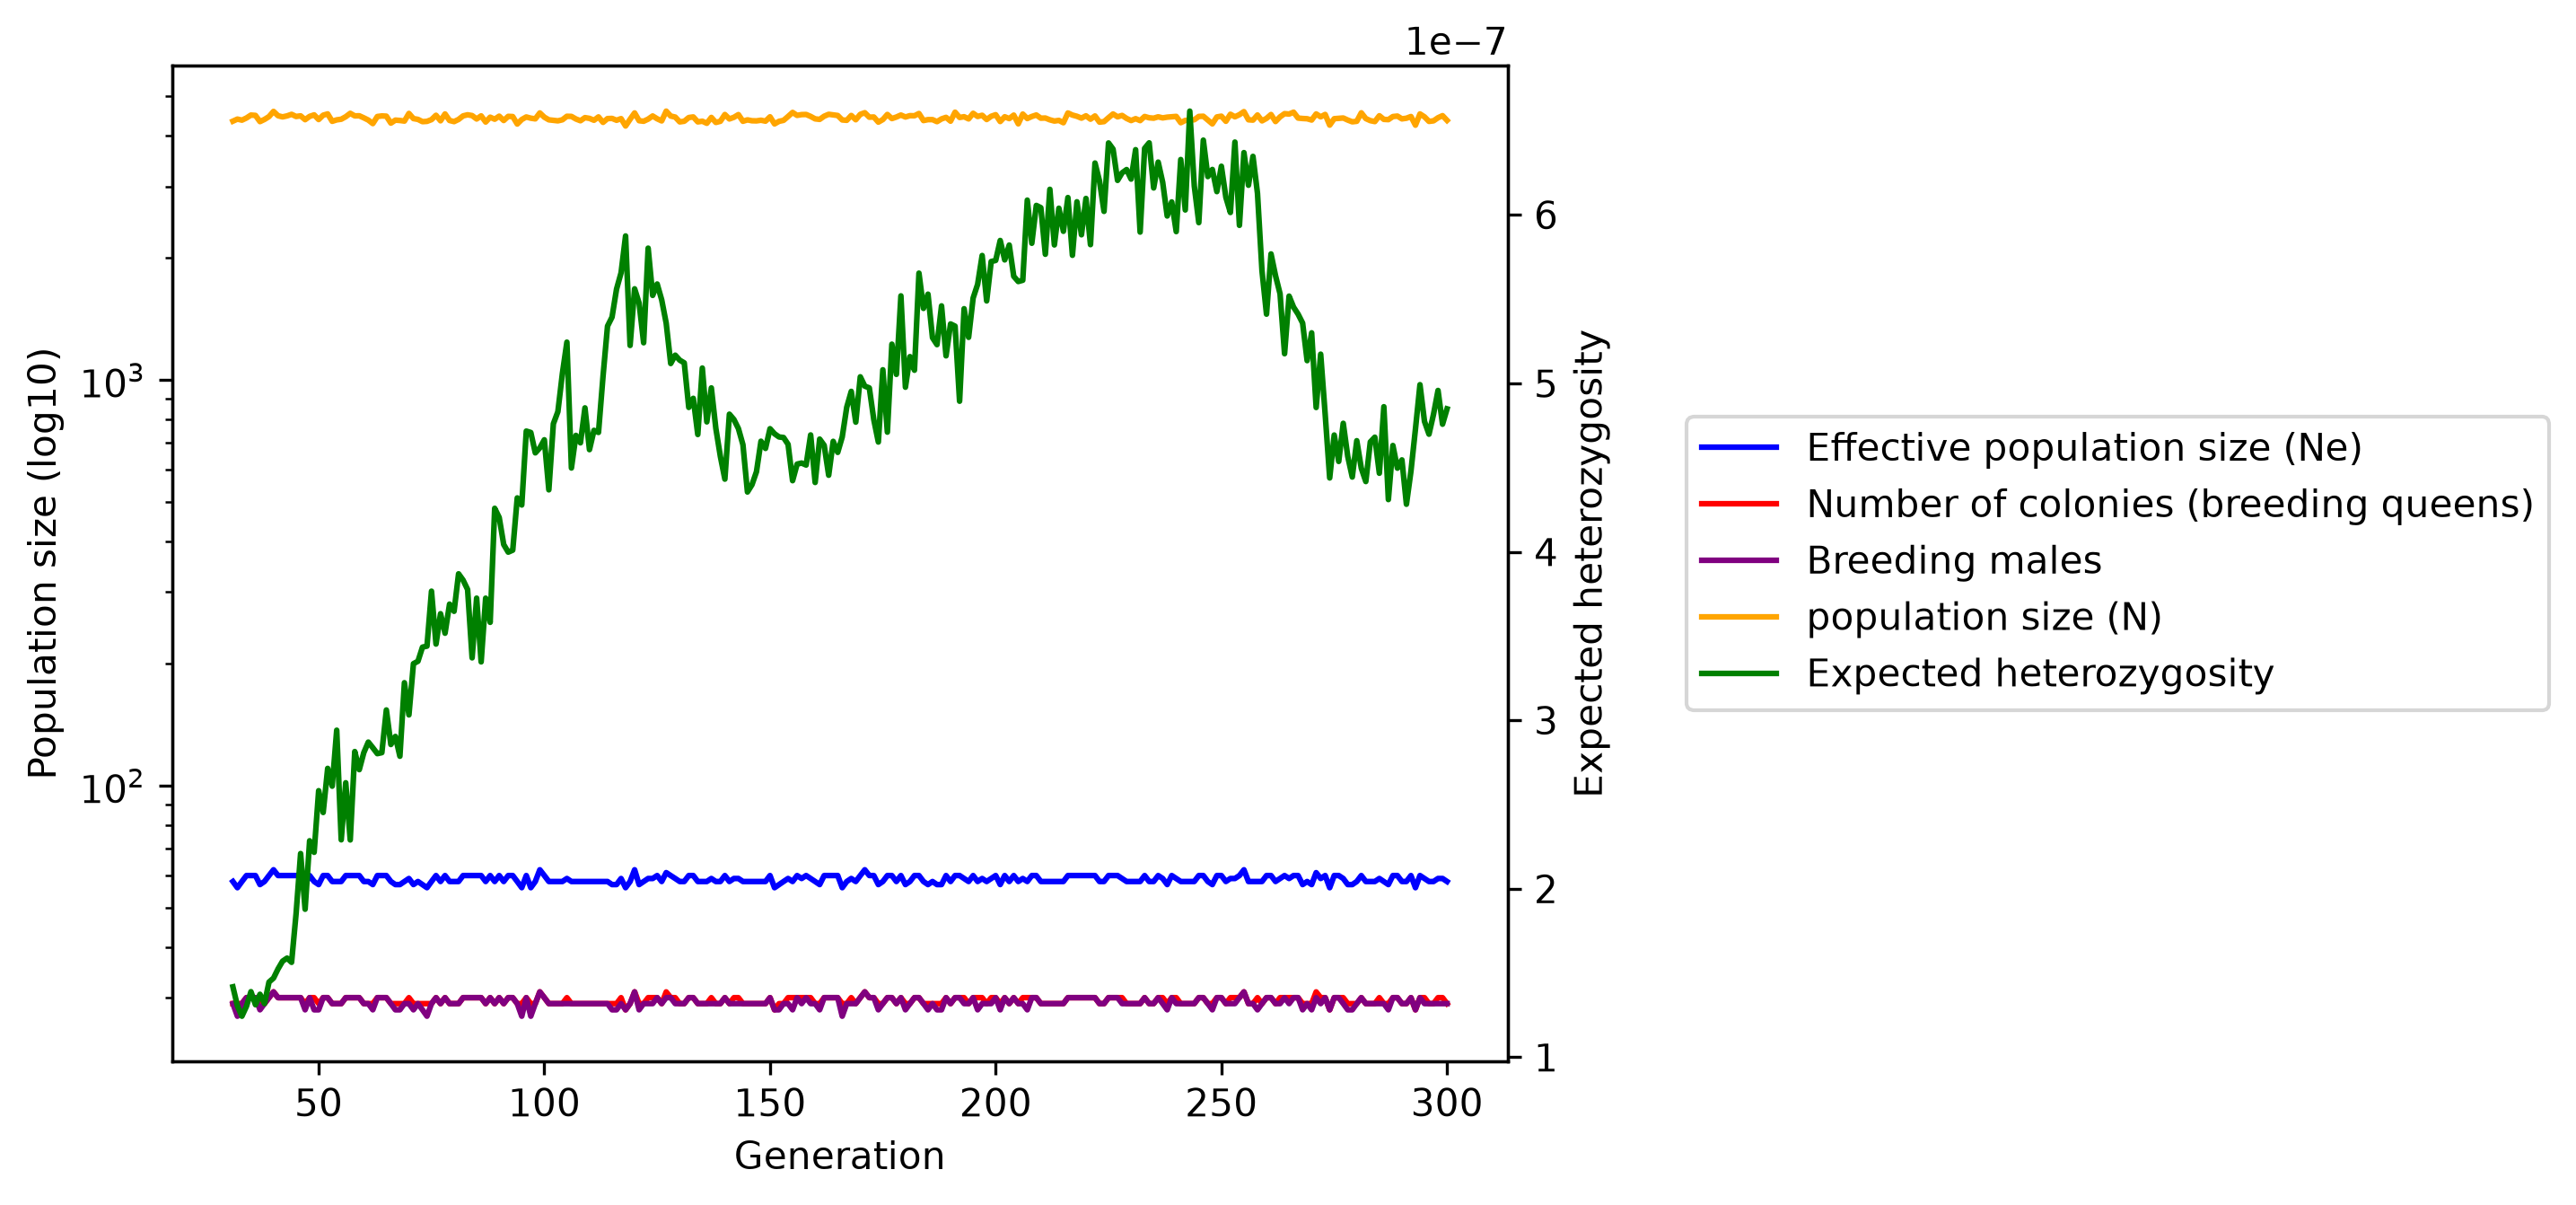 1e−7
Population size (log10)
10³
10²
6
5
4
3
2
1
Expected heterozygosity
50 100 150 200 250 300
Generation
Effective population size (Ne)
Number of colonies (breeding queens)
Breeding males
population size (N)
Expected heterozygosity